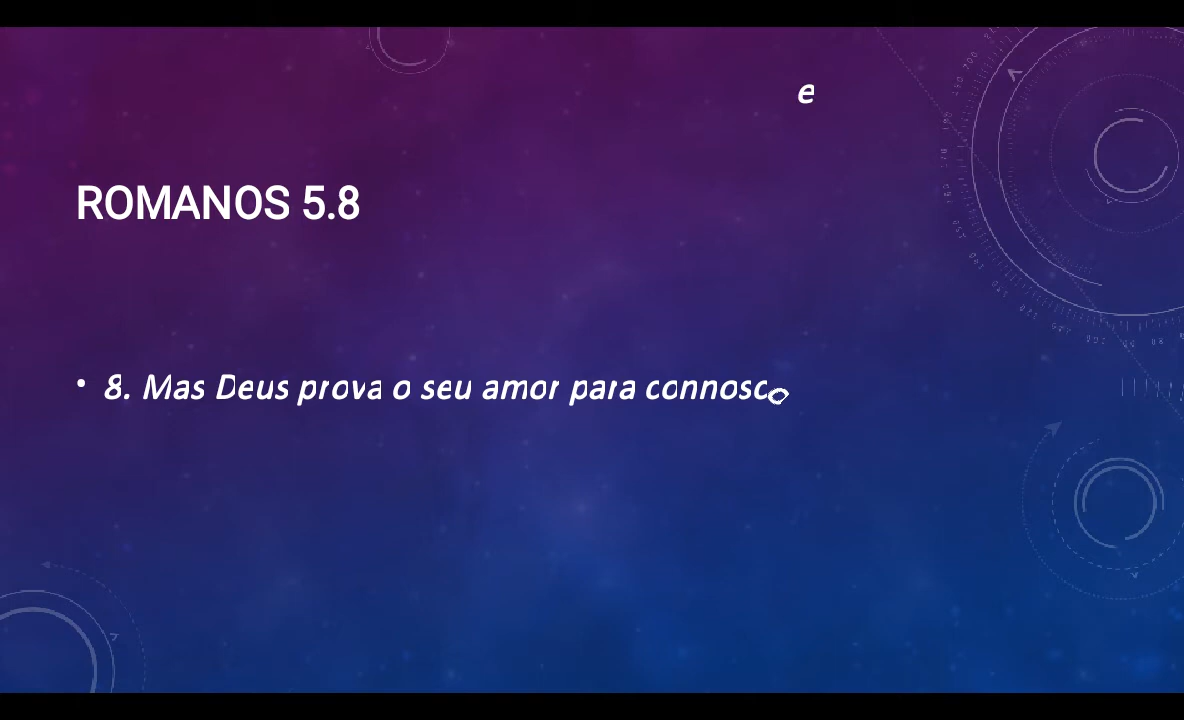 e
ROMANOS 5.8
• 8. Mas Deus prova o seu amor para connosco